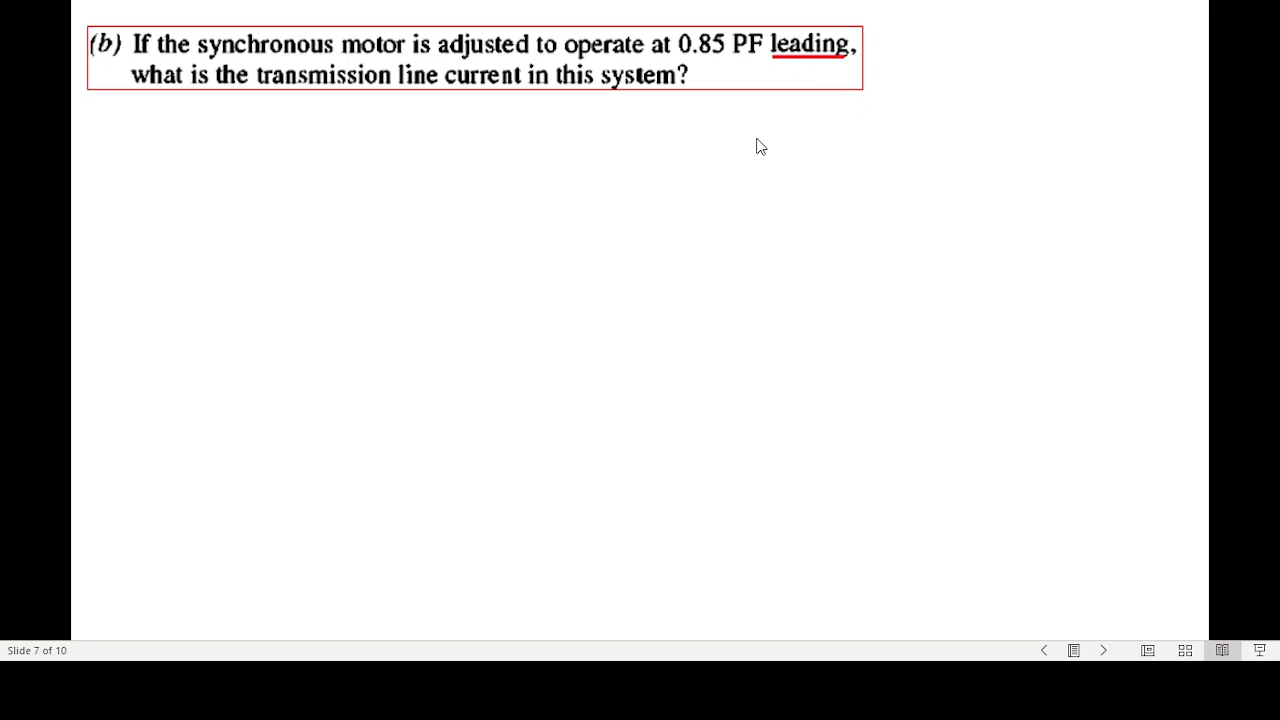 (b) If the synchronous motor is adjusted to operate at 0.85 PF leading,
what is the transmission line current in this system?
Slide 7 of 10